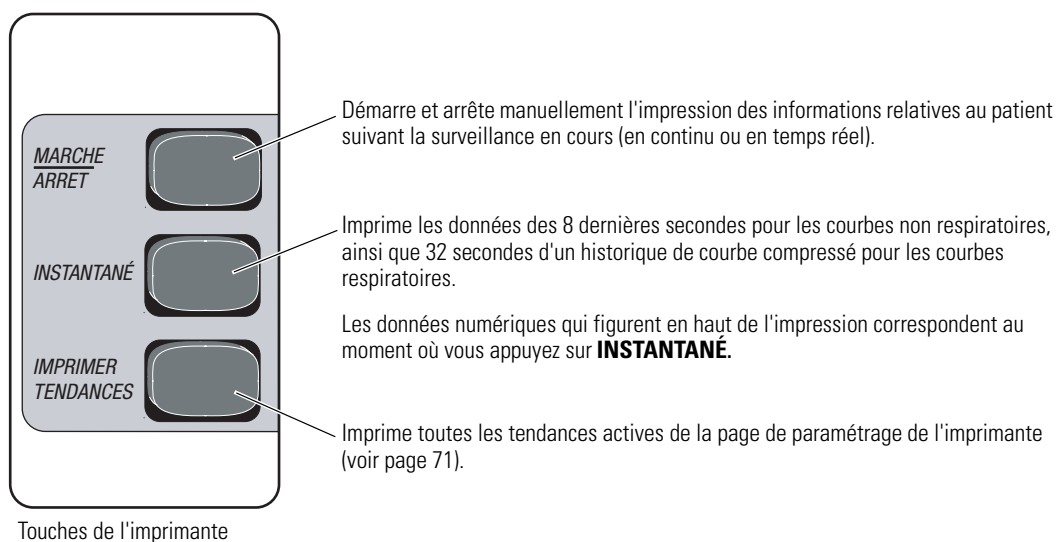 MARCHE
ARRET
Démarre et arrête manuellement l'impression des informations relatives au patient
suivant la surveillance en cours (en continu ou en temps réel).
INSTANTANÉ
Imprime les données des 8 dernières secondes pour les courbes non respiratoires,
ainsi que 32 secondes d'un historique de courbe compressé pour les courbes
respiratoires.
Les données numériques qui figurent en haut de l'impression correspondent au
moment où vous appuyez sur INSTANTANÉ.
IMPRIMER
TENDANCES
Imprime toutes les tendances actives de la page de paramétrage de l'imprimante
(voir page 71).
Touches de l'imprimante